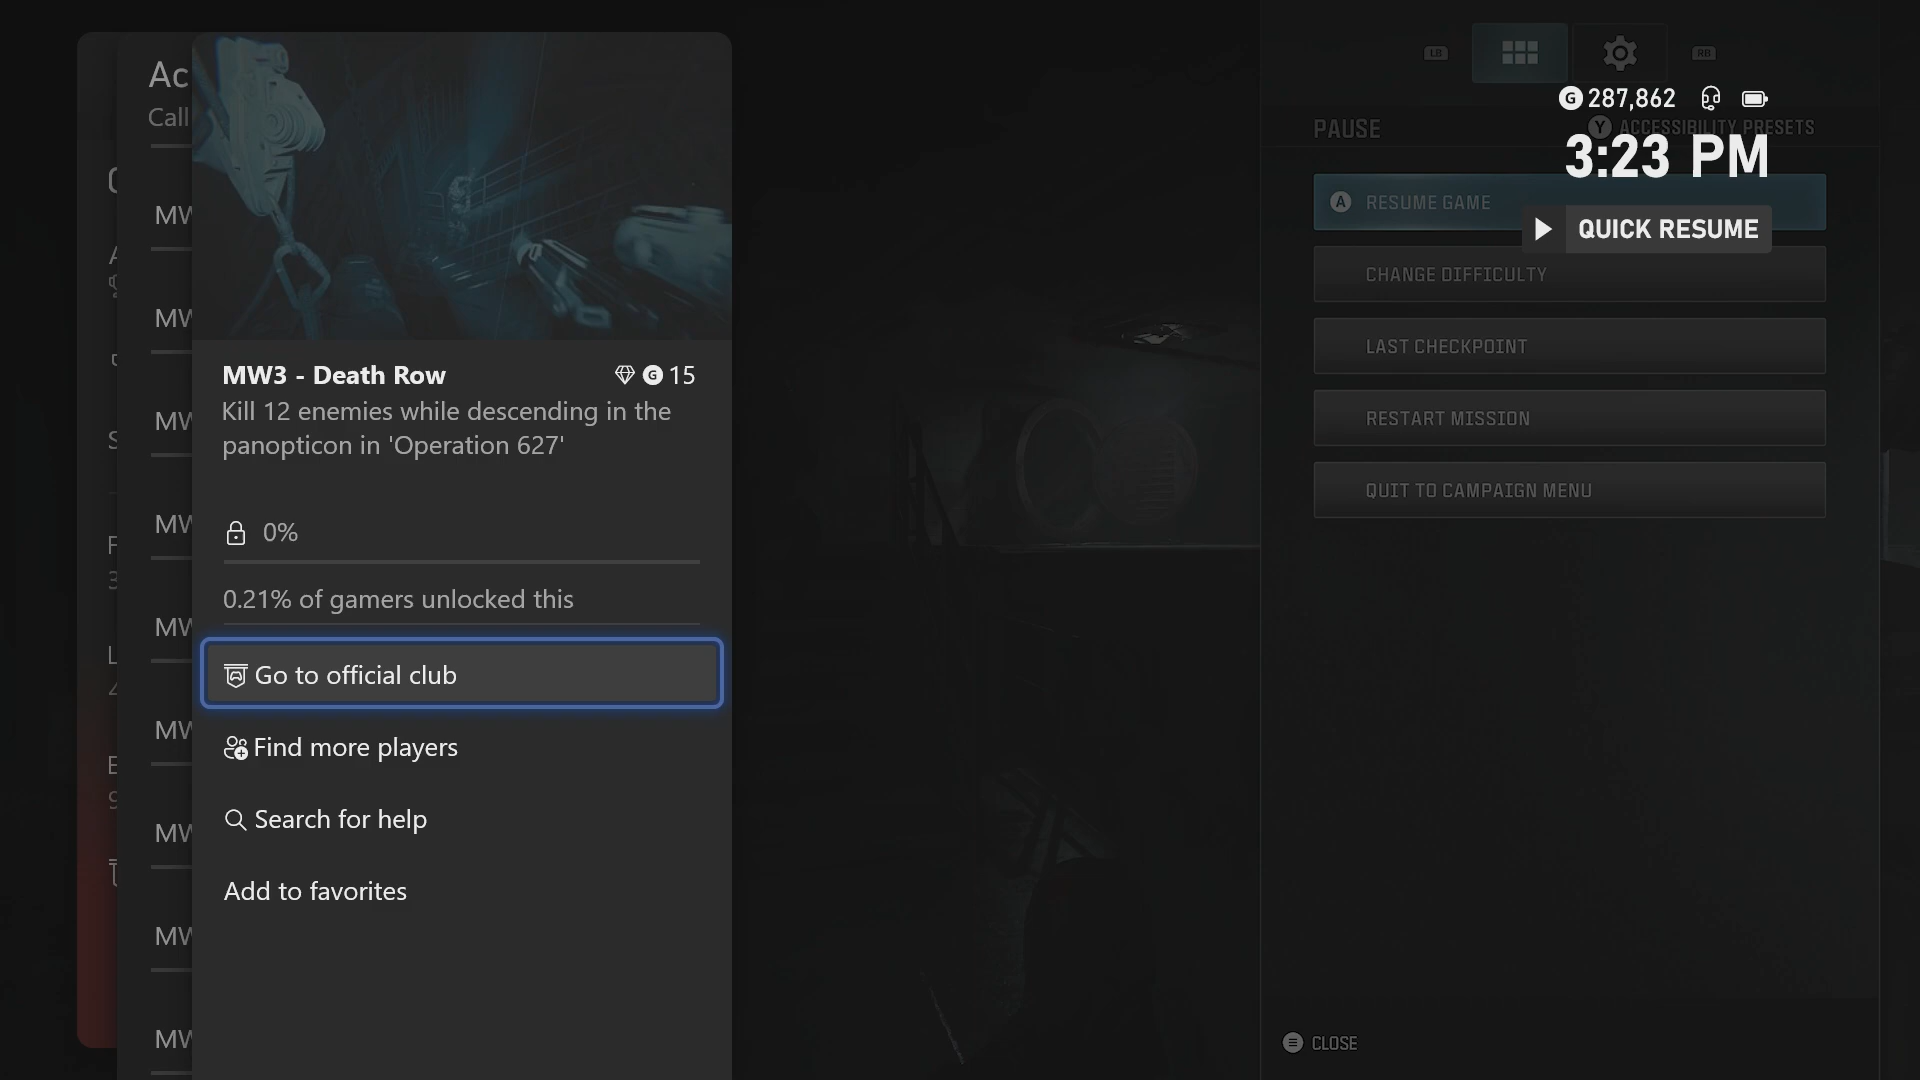 Ac
Call
MW
MW
MW
MW
MW
MW
MW
MW
MW
MW3 - Death Row
G 15
Kill 12 enemies while descending in the
panopticon in 'Operation 627'
0%
0.21% of gamers unlocked this
Go to official club
Find more players
Search for help
Add to favorites
LB
RB
G 287,862
PAUSE
Y ACCESSIBILITY PRESETS
3:23 PM
A RESUME GAME
QUICK RESUME
CHANGE DIFFICULTY
LAST CHECKPOINT
RESTART MISSION
QUIT TO CAMPAIGN MENU
CLOSE